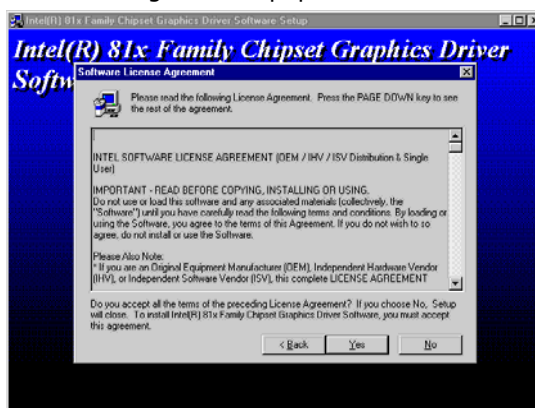 Intel(R) 81x Family Chipset Graphics Driver Software Setup
Intel(R) 81x Family Chipset Graphics Driver
Softw
Software License Agreement
Please read the following License Agreement. Press the PAGE DOWN key to see
the rest of the agreement.
INTEL SOFTWARE LICENSE AGREEMENT (OEM / IHV / ISV Distribution & Single
User)
IMPORTANT - READ BEFORE COPYING, INSTALLING OR USING.
Do not use or load this software and any associated materials (collectively, the
"Software") until you have carefully read the following terms and conditions. By loading or
using the Software, you agree to the terms of this Agreement. If you do not wish to so
agree, do not install or use the Software.
Please Also Note:
* If you are an Original Equipment Manufacturer (OEM), Independent Hardware Vendor
(IHV), or Independent Software Vendor (ISV), this complete LICENSE AGREEMENT
Do you accept all the terms of the preceding License Agreement? If you choose No, Setup
will close. To install Intel(R) 81x Family Chipset Graphics Driver Software, you must accept
this agreement.
< Back
Yes
No